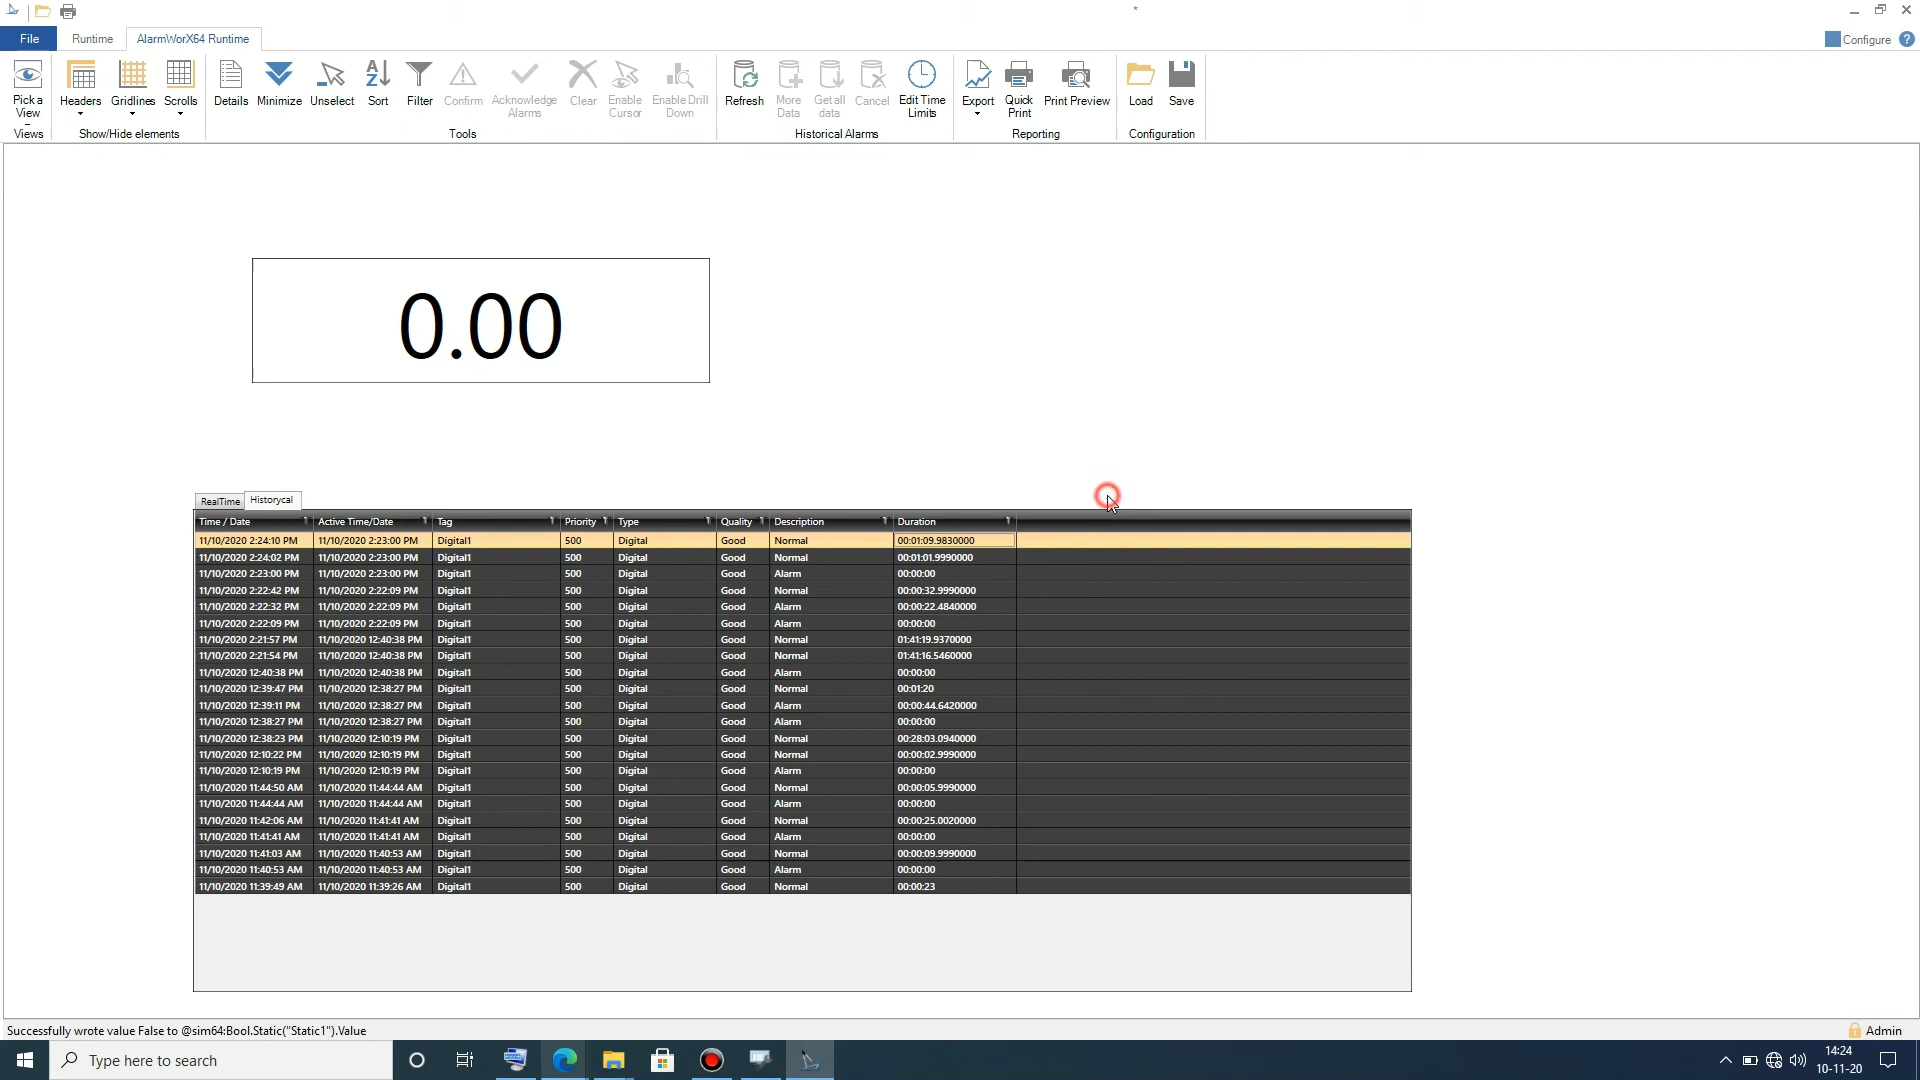 *
File Runtime AlarmWorX64 Runtime Configure ?
Pick a View Headers Gridlines Scrolls Details Minimize Unselect Sort Filter Confirm Acknowledge Alarms Clear Enable Cursor Enable Drill Down Refresh More Data Get all data Cancel Edit Time Limits Export Quick Print Print Preview Load Save
Views Show/Hide elements Tools Historical Alarms Reporting Configuration
0.00
RealTime Historycal
Time / Date Active Time/Date Tag Priority Type Quality Description Duration
11/10/2020 2:24:10 PM 11/10/2020 2:23:00 PM Digital1 500 Digital Good Normal 00:01:09.9830000
11/10/2020 2:24:02 PM 11/10/2020 2:23:00 PM Digital1 500 Digital Good Normal 00:01:01.9990000
11/10/2020 2:23:00 PM 11/10/2020 2:23:00 PM Digital1 500 Digital Good Alarm 00:00:00
11/10/2020 2:22:42 PM 11/10/2020 2:22:09 PM Digital1 500 Digital Good Normal 00:00:32.9990000
11/10/2020 2:22:32 PM 11/10/2020 2:22:09 PM Digital1 500 Digital Good Alarm 00:00:22.4840000
11/10/2020 2:22:09 PM 11/10/2020 2:22:09 PM Digital1 500 Digital Good Alarm 00:00:00
11/10/2020 2:21:57 PM 11/10/2020 12:40:38 PM Digital1 500 Digital Good Normal 01:41:19.9370000
11/10/2020 2:21:54 PM 11/10/2020 12:40:38 PM Digital1 500 Digital Good Normal 01:41:16.5460000
11/10/2020 12:40:38 PM 11/10/2020 12:40:38 PM Digital1 500 Digital Good Alarm 00:00:00
11/10/2020 12:39:47 PM 11/10/2020 12:38:27 PM Digital1 500 Digital Good Normal 00:01:20
11/10/2020 12:39:11 PM 11/10/2020 12:38:27 PM Digital1 500 Digital Good Alarm 00:00:44.6420000
11/10/2020 12:38:27 PM 11/10/2020 12:38:27 PM Digital1 500 Digital Good Alarm 00:00:00
11/10/2020 12:38:23 PM 11/10/2020 12:10:19 PM Digital1 500 Digital Good Normal 00:28:03.0940000
11/10/2020 12:10:22 PM 11/10/2020 12:10:19 PM Digital1 500 Digital Good Normal 00:00:02.9990000
11/10/2020 12:10:19 PM 11/10/2020 12:10:19 PM Digital1 500 Digital Good Alarm 00:00:00
11/10/2020 11:44:50 AM 11/10/2020 11:44:44 AM Digital1 500 Digital Good Normal 00:00:05.9990000
11/10/2020 11:44:44 AM 11/10/2020 11:44:44 AM Digital1 500 Digital Good Alarm 00:00:00
11/10/2020 11:42:06 AM 11/10/2020 11:41:41 AM Digital1 500 Digital Good Normal 00:00:25.0020000
11/10/2020 11:41:41 AM 11/10/2020 11:41:41 AM Digital1 500 Digital Good Alarm 00:00:00
11/10/2020 11:41:03 AM 11/10/2020 11:40:53 AM Digital1 500 Digital Good Normal 00:00:09.9990000
11/10/2020 11:40:53 AM 11/10/2020 11:40:53 AM Digital1 500 Digital Good Alarm 00:00:00
11/10/2020 11:39:49 AM 11/10/2020 11:39:26 AM Digital1 500 Digital Good Normal 00:00:23
Successfully wrote value False to @sim64:Bool.Static("Static1").Value Admin
Type here to search 14:24
10-11-20